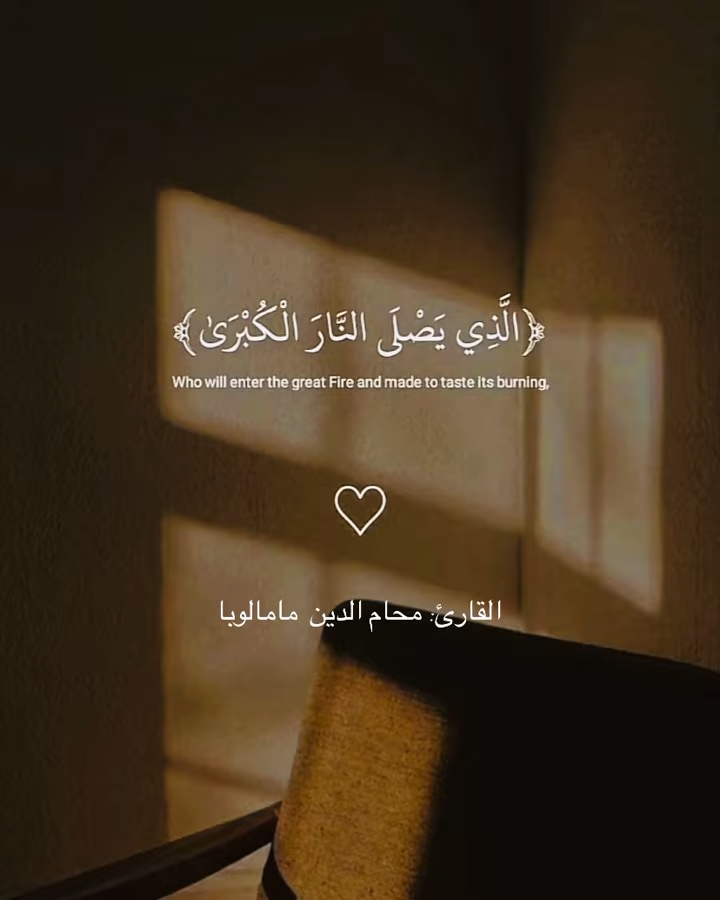 ﴿الَّذِي يَصْلَى النَّارَ الْكُبْرَىٰ﴾
Who will enter the great Fire and made to taste its burning,
القارئ: محام الدين مامالوبا